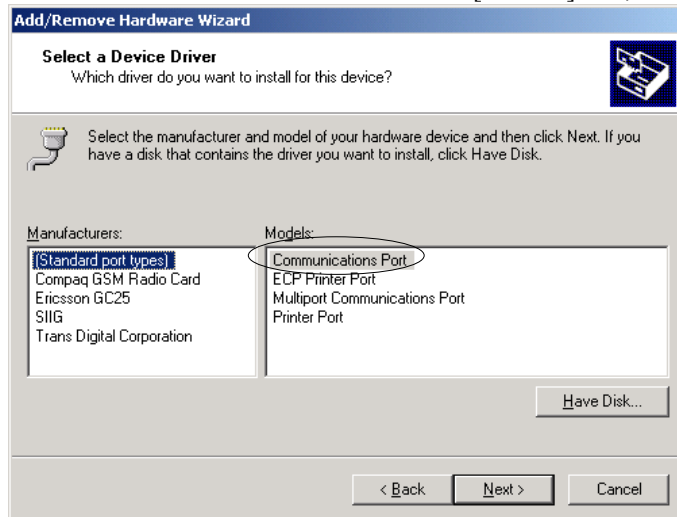 Add/Remove Hardware Wizard
Select a Device Driver
Which driver do you want to install for this device?
Select the manufacturer and model of your hardware device and then click Next. If you
have a disk that contains the driver you want to install, click Have Disk.
Manufacturers:
(Standard port types)
Compaq GSM Radio Card
Ericsson GC25
SIIG
Trans Digital Corporation
Models:
Communications Port
ECP Printer Port
Multiport Communications Port
Printer Port
Have Disk...
< Back
Next >
Cancel